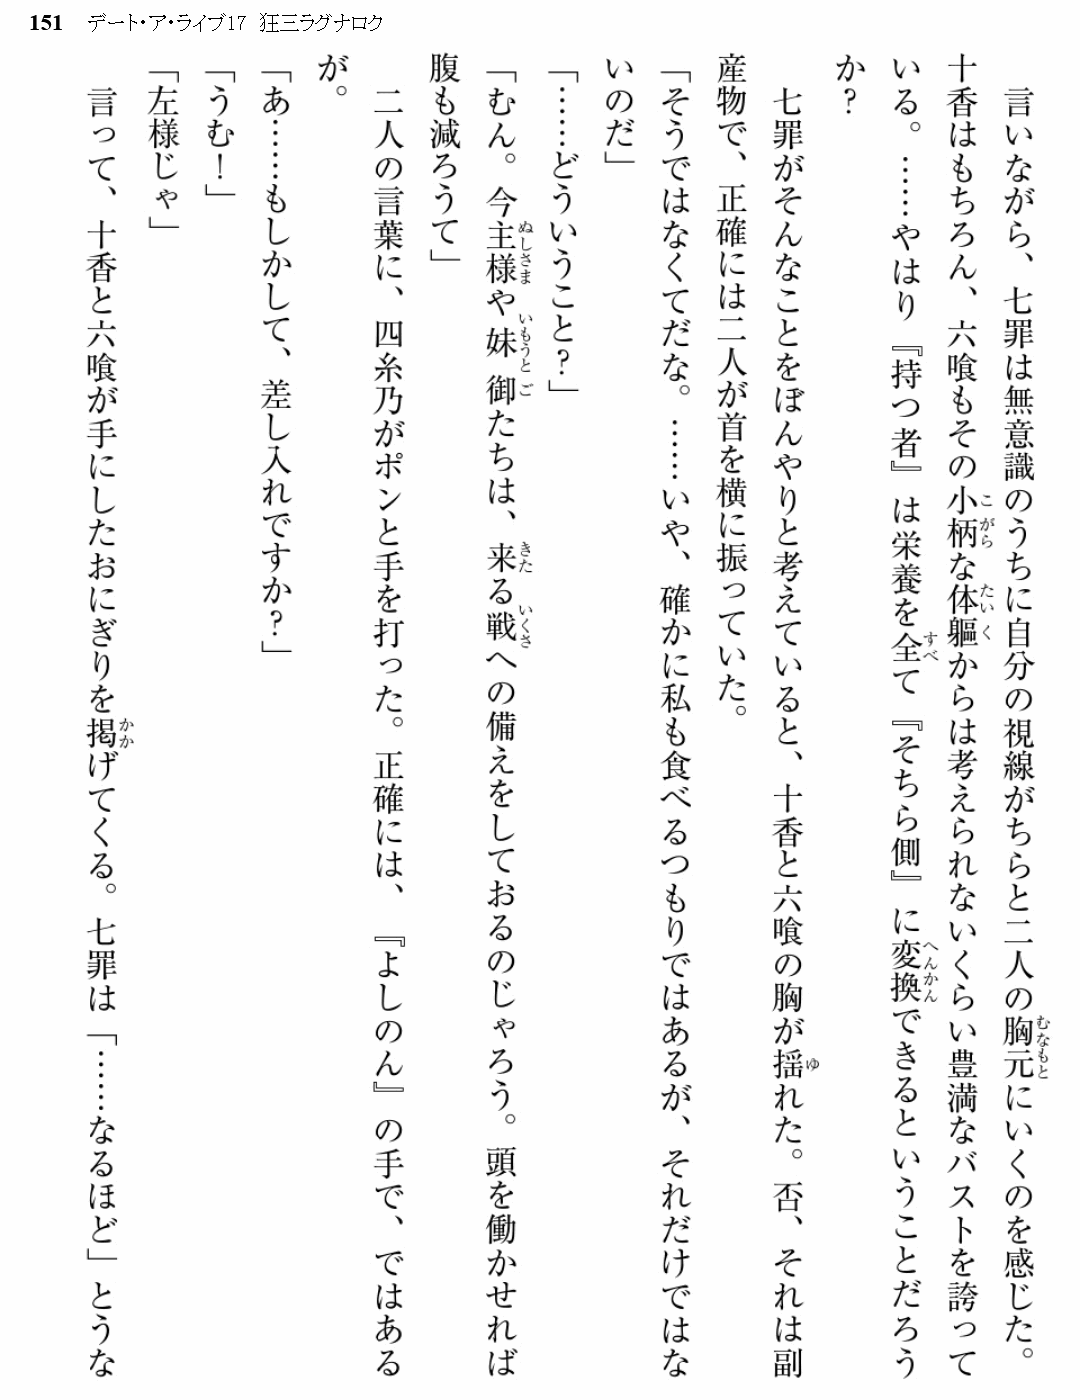 151 デート・ア・ライブ17 狂三ラグナロク
言いながら、七罪は無意識のうちに自分の視線がちらと二人の胸元にいくのを感じた。
十香はもちろん、六喰もその小柄な体軀からは考えられないくらい豊満なバストを誇って
いる。……やはり『持つ者』は栄養を全て『そちら側』に変換できるということだろう
か?
七罪がそんなことをぼんやりと考えていると、十香と六喰の胸が揺れた。否、それは副
産物で、正確には二人が首を横に振っていた。
「そうではなくてだな。……いや、確かに私も食べるつもりではあるが、それだけではな
いのだ」
「……どういうこと?」
「むん。今主様や妹御たちは、来る戦への備えをしておるのじゃろう。頭を働かせれば
腹も減ろうて」
二人の言葉に、四糸乃がポンと手を打った。正確には、『よしのん』の手で、ではある
が。
「あ……もしかして、差し入れですか?」
「うむ!」
「左様じゃ」
言って、十香と六喰が手にしたおにぎりを掲げてくる。七罪は「……なるほど」とうな